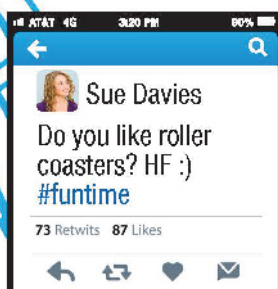 AT&T 4G 3:20 PM 80%
Sue Davies
Do you like roller
coasters? HF :)
#funtime
73 Retwits 87 Likes